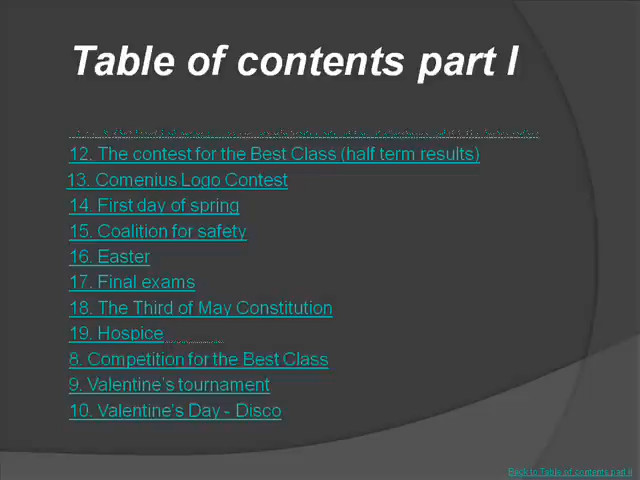 Table of contents part I
12. The contest for the Best Class (half term results)
13. Comenius Logo Contest
14. First day of spring
15. Coalition for safety
16. Easter
17. Final exams
18. The Third of May Constitution
19. Hospice
8. Competition for the Best Class
9. Valentine's tournament
10. Valentine's Day - Disco
Back to Table of contents part II